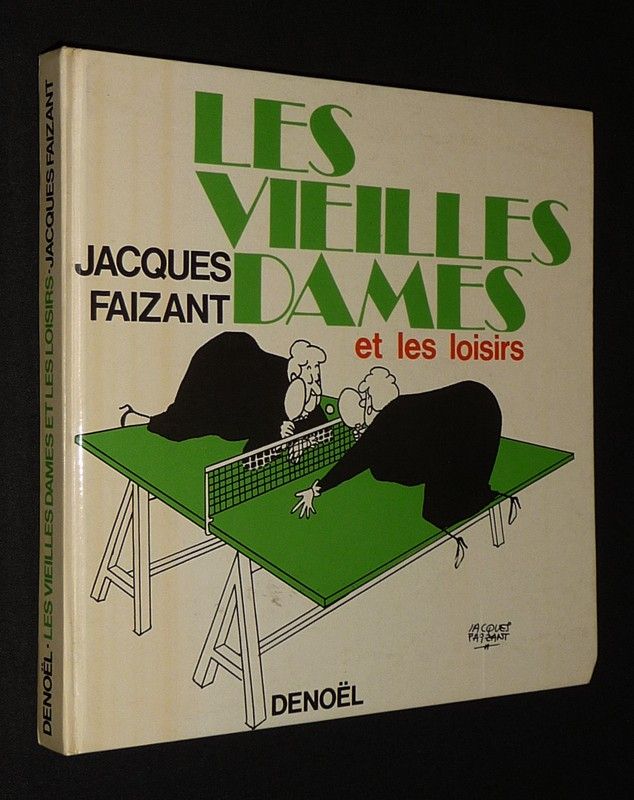 DENOËL · LES VIEILLES DAMES ET LES LOISIRS · JACQUES FAIZANT
LES
VIEILLES
DAMES
JACQUES
FAIZANT
et les loisirs
JACQUES
FAIZANT
DENOËL